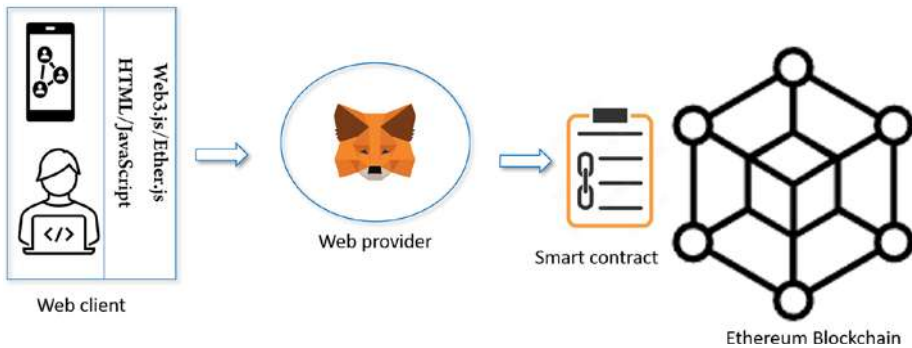 Web3.js/Ether.js
HTML/JavaScript
</>
Web client
Web provider
Smart contract
Ethereum Blockchain